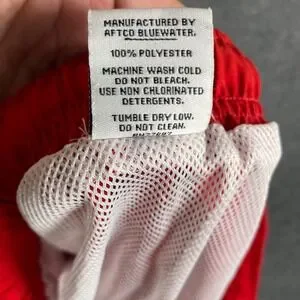 MANUFACTURED BY
AFTCO BLUEWATER.
100% POLYESTER
MACHINE WASH COLD
DO NOT BLEACH.
USE NON CHLORINATED
DETERGENTS.
TUMBLE DRY LOW.
DO NOT CLEAN.